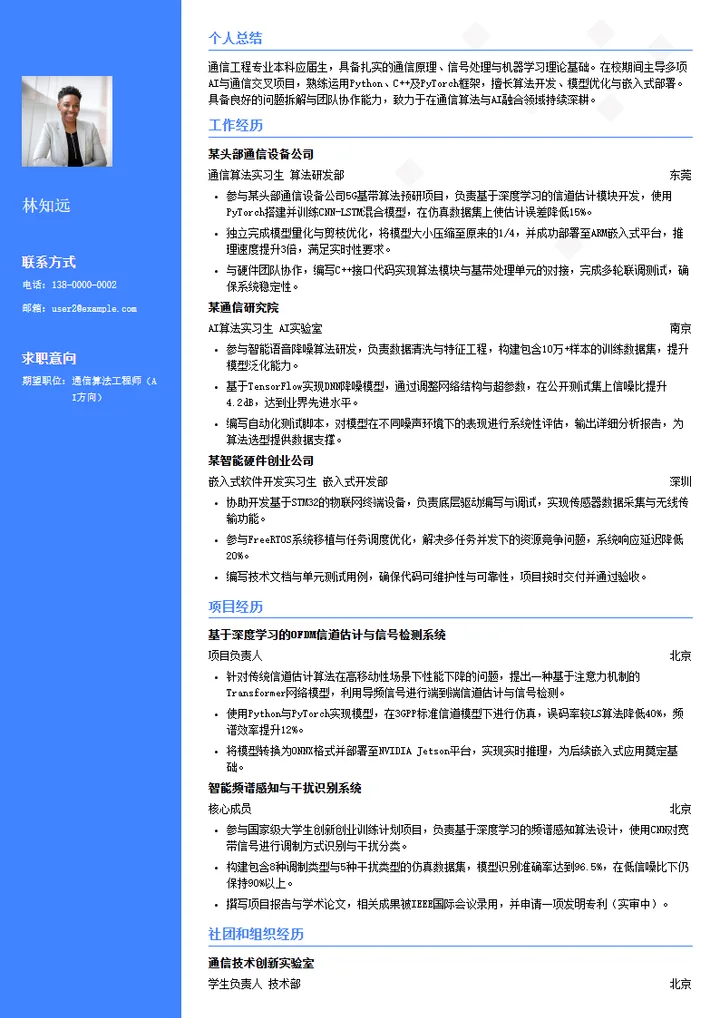 林知远
联系方式
电话：138-0000-0002
邮箱：user2@example.com
求职意向
期望职位：通信算法工程师（A
I方向）
个人总结
通信工程专业本科应届生，具备扎实的通信原理、信号处理与机器学习理论基础。在校期间主导多项
AI与通信交叉项目，熟练运用Python、C++及PyTorch框架，擅长算法开发、模型优化与嵌入式部署。
具备良好的问题拆解与团队协作能力，致力于在通信算法与AI融合领域持续深耕。
工作经历
某头部通信设备公司
通信算法实习生 算法研发部 东莞
• 参与某头部通信设备公司5G基带算法预研项目，负责基于深度学习的信道估计模块开发，使用
PyTorch搭建并训练CNN-LSTM混合模型，在仿真数据集上使估计误差降低15%。
• 独立完成模型量化与剪枝优化，将模型大小压缩至原来的1/4，并成功部署至ARM嵌入式平台，推
理速度提升3倍，满足实时性要求。
• 与硬件团队协作，编写C++接口代码实现算法模块与基带处理单元的对接，完成多轮联调测试，确
保系统稳定性。
某通信研究院
AI算法实习生 AI实验室 南京
• 参与智能语音降噪算法研发，负责数据清洗与特征工程，构建包含10万+样本的训练数据集，提升
模型泛化能力。
• 基于TensorFlow实现DNN降噪模型，通过调整网络结构与超参数，在公开测试集上信噪比提升
4.2dB，达到业界先进水平。
• 编写自动化测试脚本，对模型在不同噪声环境下的表现进行系统性评估，输出详细分析报告，为
算法选型提供数据支撑。
某智能硬件创业公司
嵌入式软件开发实习生 嵌入式开发部 深圳
• 协助开发基于STM32的物联网终端设备，负责底层驱动编写与调试，实现传感器数据采集与无线传
输功能。
• 参与FreeRTOS系统移植与任务调度优化，解决多任务并发下的资源竞争问题，系统响应延迟降低
20%。
• 编写技术文档与单元测试用例，确保代码可维护性与可靠性，项目按时交付并通过验收。
项目经历
基于深度学习的OFDM信道估计与信号检测系统
项目负责人 北京
• 针对传统信道估计算法在高移动性场景下性能下降的问题，提出一种基于注意力机制的
Transformer网络模型，利用导频信号进行端到端信道估计与信号检测。
• 使用Python与PyTorch实现模型，在3GPP标准信道模型下进行仿真，误码率较LS算法降低40%，频
谱效率提升12%。
• 将模型转换为ONNX格式并部署至NVIDIA Jetson平台，实现实时推理，为后续嵌入式应用奠定基
础。
智能频谱感知与干扰识别系统
核心成员 北京
• 参与国家级大学生创新创业训练计划项目，负责基于深度学习的频谱感知算法设计，使用CNN对宽
带信号进行调制方式识别与干扰分类。
• 构建包含8种调制类型与5种干扰类型的仿真数据集，模型识别准确率达到96.5%，在低信噪比下仍
保持90%以上。
• 撰写项目报告与学术论文，相关成果被IEEE国际会议录用，并申请一项发明专利（实审中）。
社团和组织经历
通信技术创新实验室
学生负责人 技术部 北京